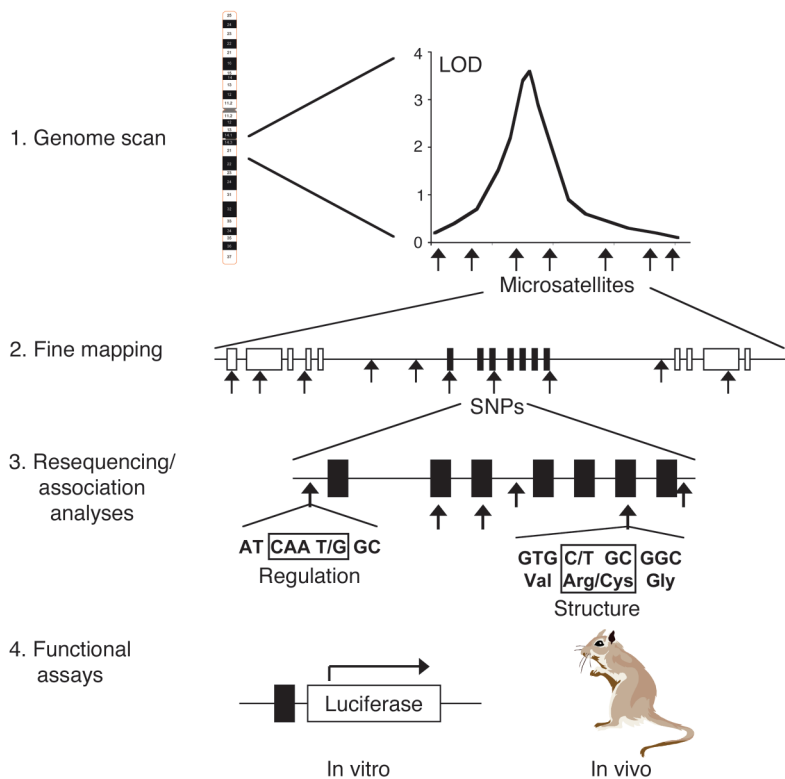 1. Genome scan
LOD
4
3
2
1
0
Microsatellites
2. Fine mapping
SNPs
3. Resequencing/
association
analyses
AT CAA T/G GC
Regulation
GTG C/T GC GGC
Val Arg/Cys Gly
Structure
4. Functional
assays
Luciferase
In vitro
In vivo